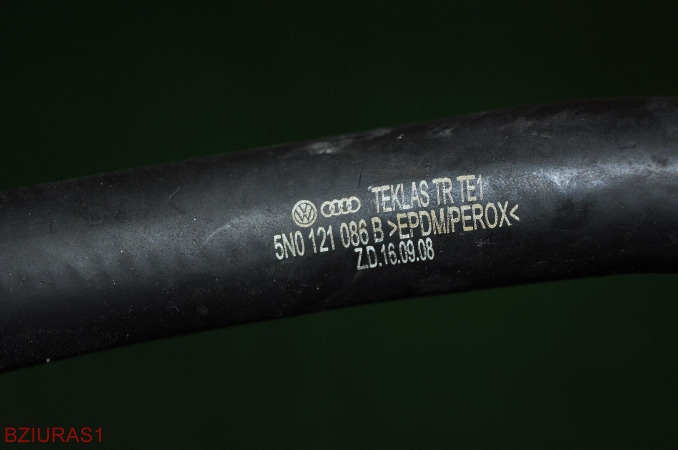 TEKLAS TR TE1
5N0 121 086 B >EPDM/PEROX<
Z.D.16.09.08
BZIURAS1